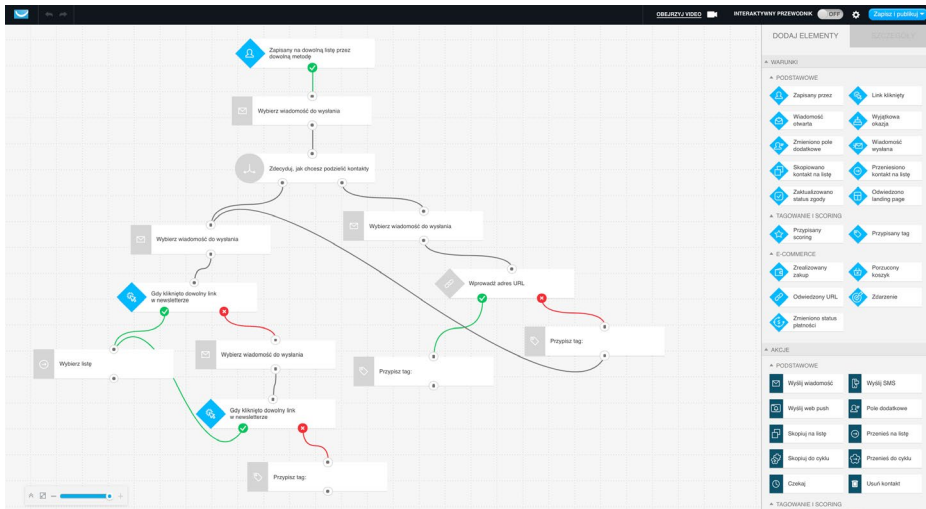 OBEJRZYJ VIDEO
INTERAKTYWNY PRZEWODNIK
OFF
Zapisz i publikuj
DODAJ ELEMENTY
SZCZEGÓŁY
Zapisany na dowolną listę przez
dowolną metodę
Wybierz wiadomość do wysłania
Zdecyduj, jak chcesz podzielić kontakty
Wybierz wiadomość do wysłania
Wybierz wiadomość do wysłania
Gdy kliknięto dowolny link
w newsletterze
Wprowadź adres URL
Wybierz listę
Wybierz wiadomość do wysłania
Przypisz tag:
Przypisz tag:
Gdy kliknięto dowolny link
w newsletterze
Przypisz tag:
WARUNKI
PODSTAWOWE
Zapisany przez
Link kliknięty
Wiadomość
otwarta
Wyjątkowa
okazja
Zmieniono pole
dodatkowe
Wiadomość
wysłana
Skopiowano
kontakt na listę
Przeniesiono
kontakt na listę
Zaktualizowano
status zgody
Odwiedzono
landing page
TAGOWANIE I SCORING
Przypisany
scoring
Przypisany tag
E-COMMERCE
Zrealizowany
zakup
Porzucony
koszyk
Odwiedzony URL
Zdarzenie
Zmieniono status
płatności
AKCJE
PODSTAWOWE
Wyślij wiadomość
Wyślij SMS
Wyślij web push
Pole dodatkowe
Skopiuj na listę
Przenieś na listę
Skopiuj do cyklu
Przenieś do cyklu
Czekaj
Usuń kontakt
TAGOWANIE I SCORING